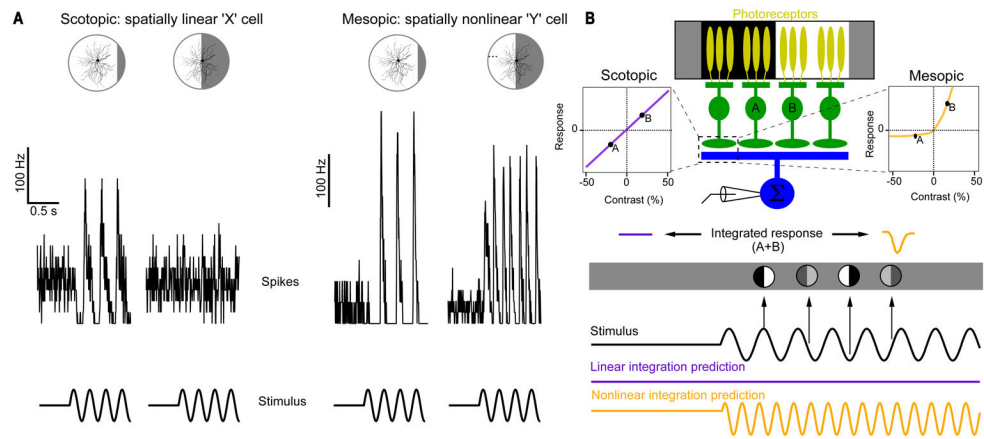 A
Scotopic: spatially linear 'X' cell
Mesopic: spatially nonlinear 'Y' cell
100 Hz
0.5 s
100 Hz
Spikes
Stimulus
B
Photoreceptors
Scotopic
Mesopic
A
B
Response
0
B
A
-50
0
50
Contrast (%)
Response
0
B
A
-50
0
50
Contrast (%)
Σ
Integrated response
(A+B)
Stimulus
Linear integration prediction
Nonlinear integration prediction